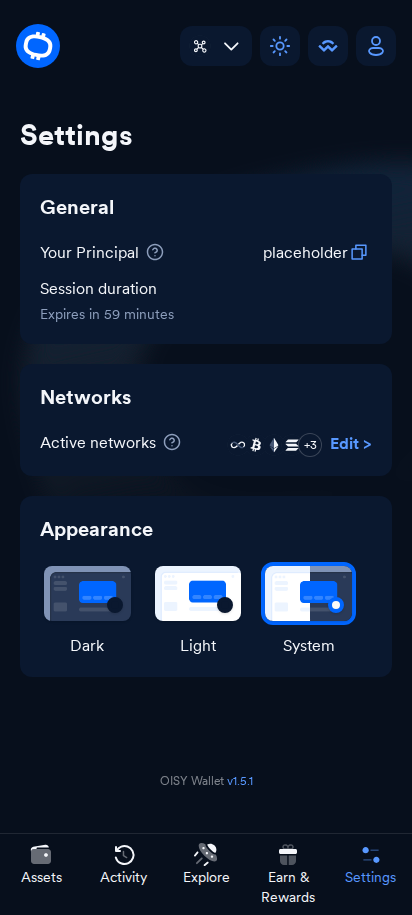 Settings
General
Your Principal
placeholder
Session duration
Expires in 59 minutes
Networks
Active networks
+3 Edit >
Appearance
Dark Light System
OISY Wallet v1.5.1
Assets Activity Explore Earn & Rewards Settings